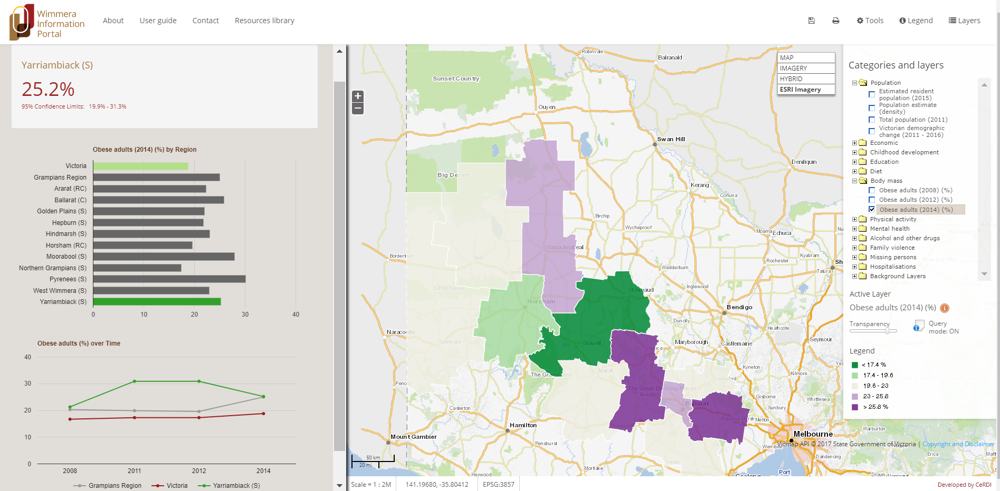 Wimmera
Information
Portal
About
User guide
Contact
Resources library
Tools
Legend
Layers
Yarriambiack (S)
25.2%
95% Confidence Limits: 19.9% - 31.3%
Obese adults (2014) (%) by Region
Victoria
Grampians Region
Ararat (RC)
Ballarat (C)
Golden Plains (S)
Hepburn (S)
Hindmarsh (S)
Horsham (RC)
Moorabool (S)
Northern Grampians (S)
Pyrenees (S)
West Wimmera (S)
Yarriambiack (S)
0 10 20 30 40
Obese adults (%) over Time
40
30
20
10
0
2008 2011 2012 2014
Grampians Region Victoria Yarriambiack (S)
Robinvale
Balranald
Sunset Country
Ouyen
Swan Hill
Deniliquin
Big Desert
Kerang
Cohuna
Birchip
Wycheproof
Moama
Echuca
Warracknabeal
Bordertown
Nhill
Rochester
Kyabram
Wedderburn
Tatura
Dimboola
Little Desert
St Arnaud
Inglewood
Horsham
Bendigo
Dunolly
Heathcote
Naracoorte
Edenhope
Stawell
Avoca
Maryborough
Castlemaine
Seymour
Kyneton
The Grampians
Ararat
Daylesford
Kilmore
Penola
The Great Dividing Range
Beaufort
Gisborne
Whittlesea
Ballarat
Sunbury
Casterton
Bacchus Marsh
Melton
Hamilton
Melbourne
Warburton
Mount Gambier
Penshurst
Werribee
Dandenong
Erica
Mortlake
Port
Heywood
Geelong
Drouin
Warragul
50 km
20 mi
MAP
IMAGERY
HYBRID
ESRI Imagery
Categories and layers
Population
Estimated resident
population (2015)
Population estimate
(density)
Total population (2011)
Victorian demographic
change (2011 - 2016)
Economic
Childhood development
Education
Diet
Body mass
Obese adults (2008) (%)
Obese adults (2012) (%)
Obese adults (2014) (%)
Physical activity
Mental health
Alcohol and other drugs
Family violence
Missing persons
Hospitalisations
Background Layers
Active Layer
Obese adults (2014) (%)
Transparency
Query
mode: ON
Legend
< 17.4 %
17.4 - 19.6
19.6 - 23
23 - 25.8
> 25.8 %
Vicmap API © 2017 State Government of Victoria | Copyright and Disclaimer
Scale = 1 : 2M
141.19680, -35.80412
EPSG:3857
Developed by CeRDI